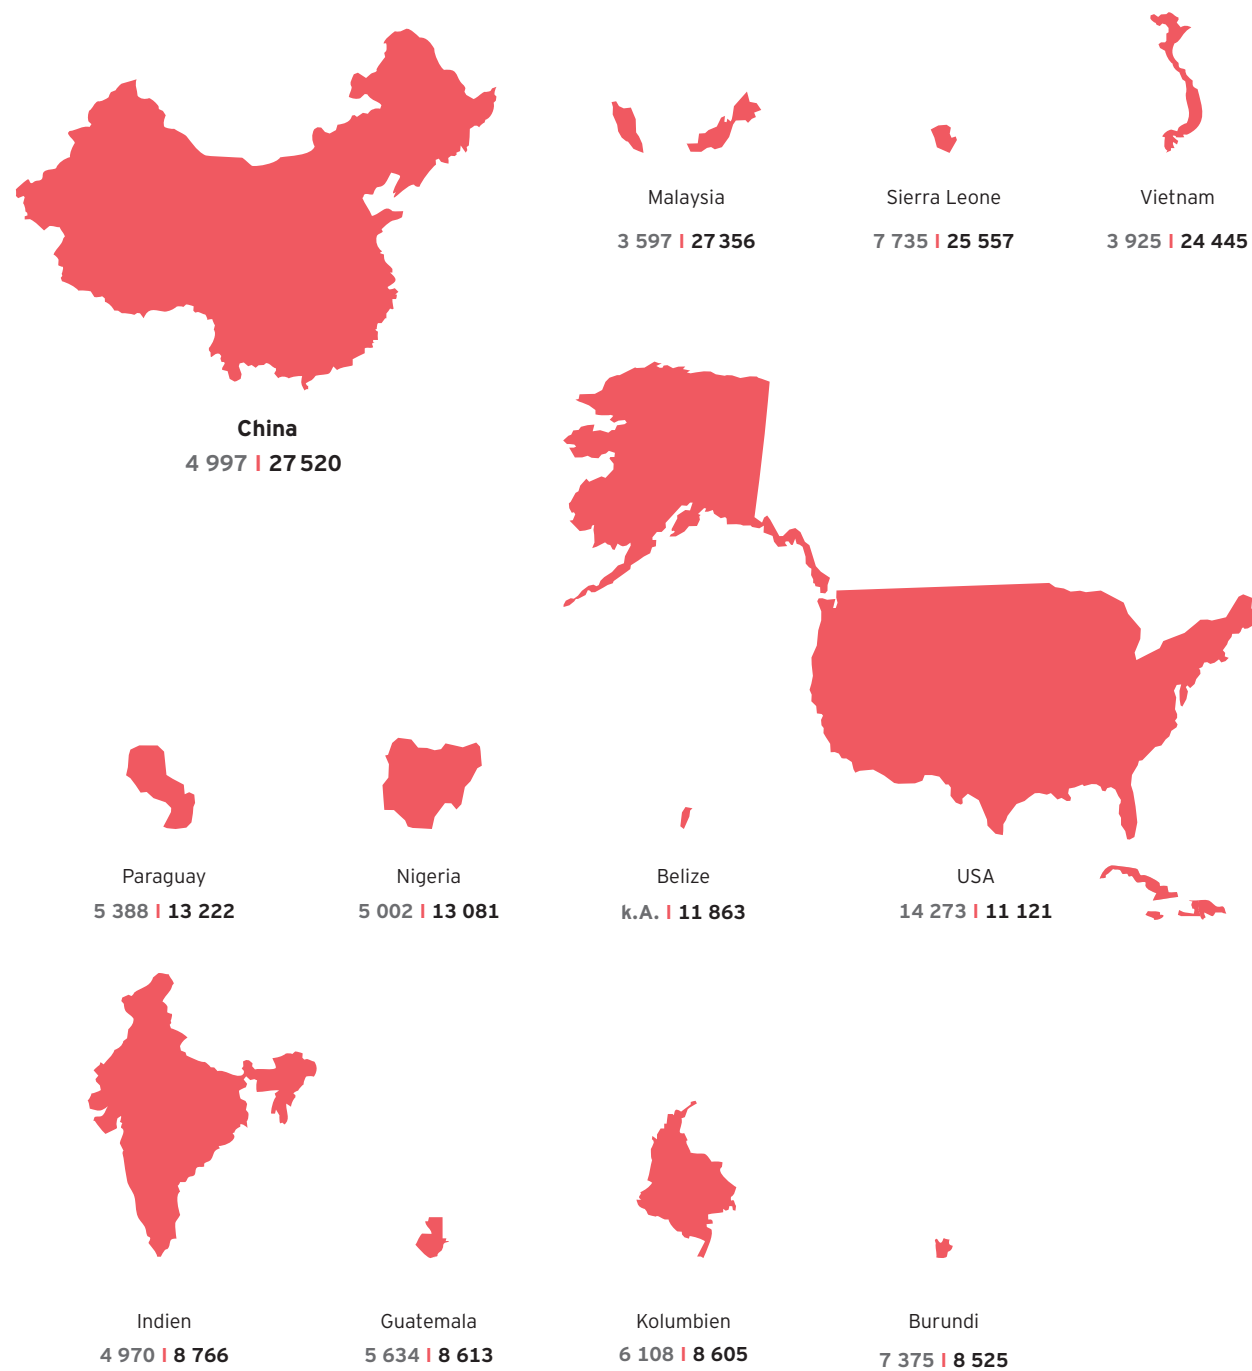 Malaysia
3 597 | 27 356
Sierra Leone
7 735 | 25 557
Vietnam
3 925 | 24 445
China
4 997 | 27 520
Paraguay
5 388 | 13 222
Nigeria
5 002 | 13 081
Belize
k.A. | 11 863
USA
14 273 | 11 121
Indien
4 970 | 8 766
Guatemala
5 634 | 8 613
Kolumbien
6 108 | 8 605
Burundi
7 375 | 8 525